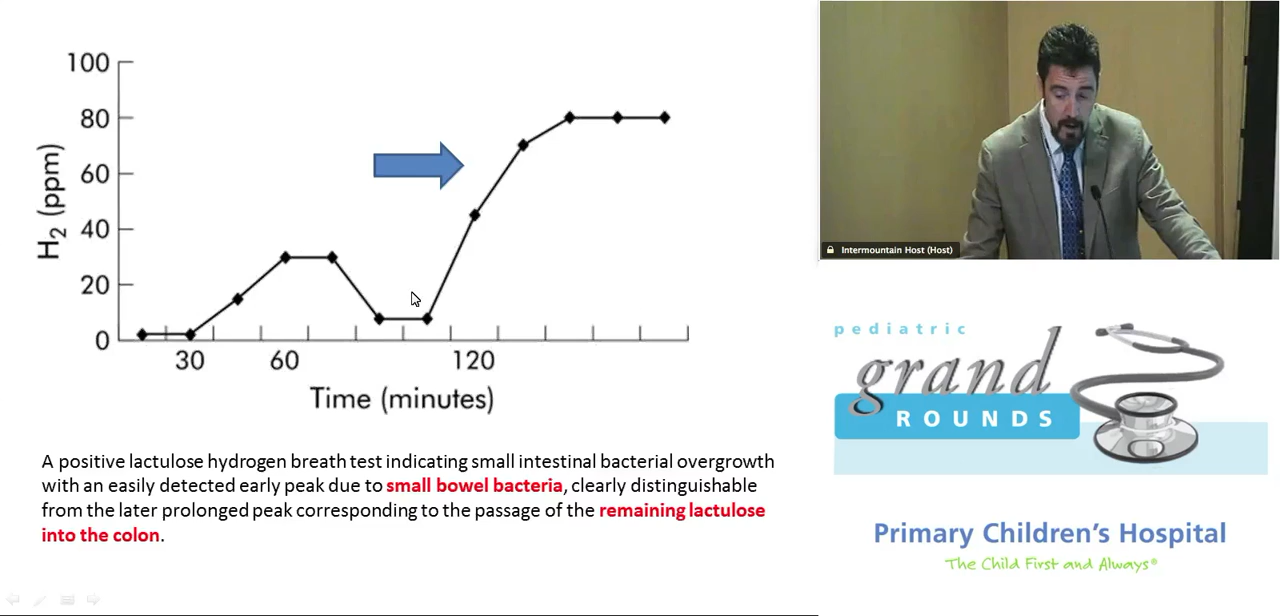 100
80
60
40
20
0
H2 (ppm)
30 60 120
Time (minutes)
A positive lactulose hydrogen breath test indicating small intestinal bacterial overgrowth
with an easily detected early peak due to small bowel bacteria, clearly distinguishable
from the later prolonged peak corresponding to the passage of the remaining lactulose
into the colon.
Intermountain Host (Host)
pediatric
grand
ROUNDS
Primary Children's Hospital
The Child First and Always®